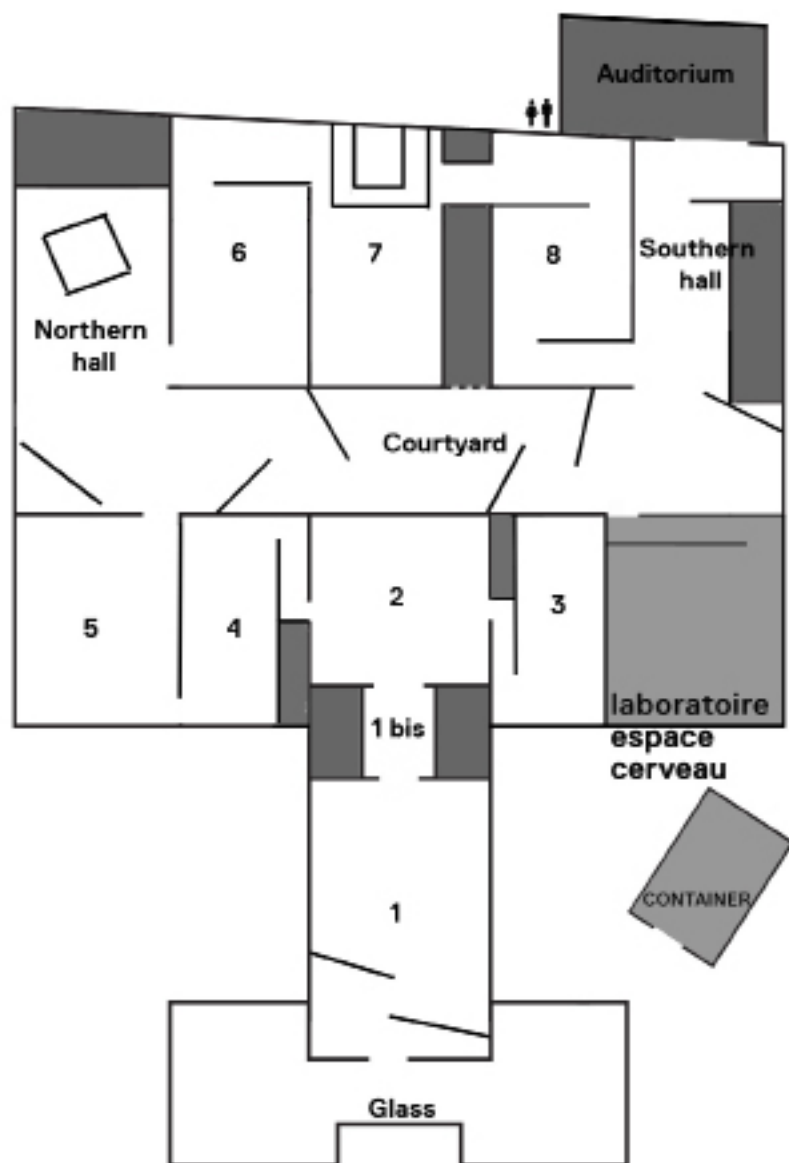 Auditorium
6
7
8
Southern
hall
Northern
hall
Courtyard
5
4
2
3
laboratoire
espace
cerveau
1 bis
CONTAINER
1
Glass